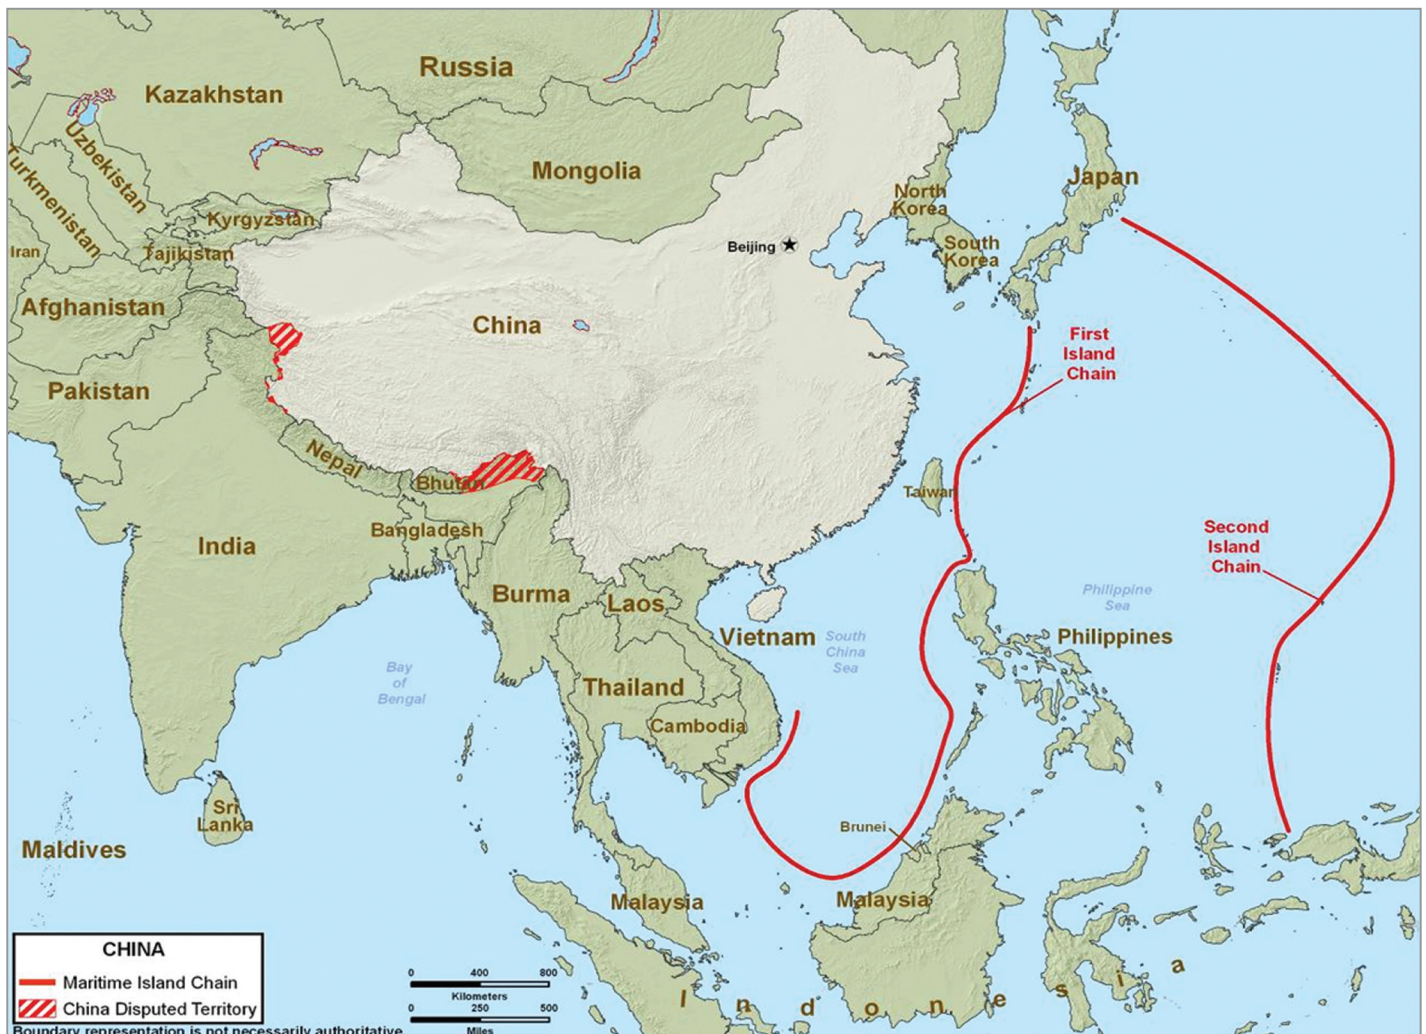 Russia
Kazakhstan
Uzbekistan
Turkmenistan
Mongolia
Kyrgyzstan
Tajikistan
Iran
Afghanistan
Pakistan
Beijing
China
North
Korea
South
Korea
Japan
First
Island
Chain
Second
Island
Chain
Nepal
Bhutan
Bangladesh
India
Taiwan
Burma
Laos
Vietnam
Thailand
Cambodia
South
China
Sea
Philippine
Sea
Philippines
Bay
of
Bengal
Sri
Lanka
Maldives
Brunei
Malaysia
Malaysia
Indonesia
CHINA
Maritime Island Chain
China Disputed Territory
Boundary representation is not necessarily authoritative
0 400 800
Kilometers
0 250 500
Miles